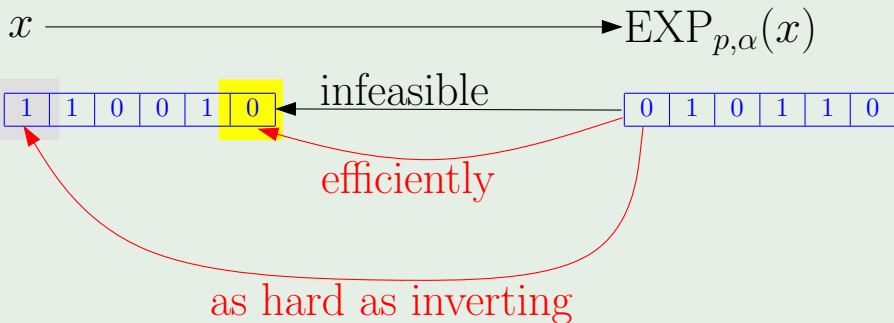 x EXP_{p,α}(x)
infeasible
1 1 0 0 1 0 0 1 0 1 1 0
efficiently
as hard as inverting